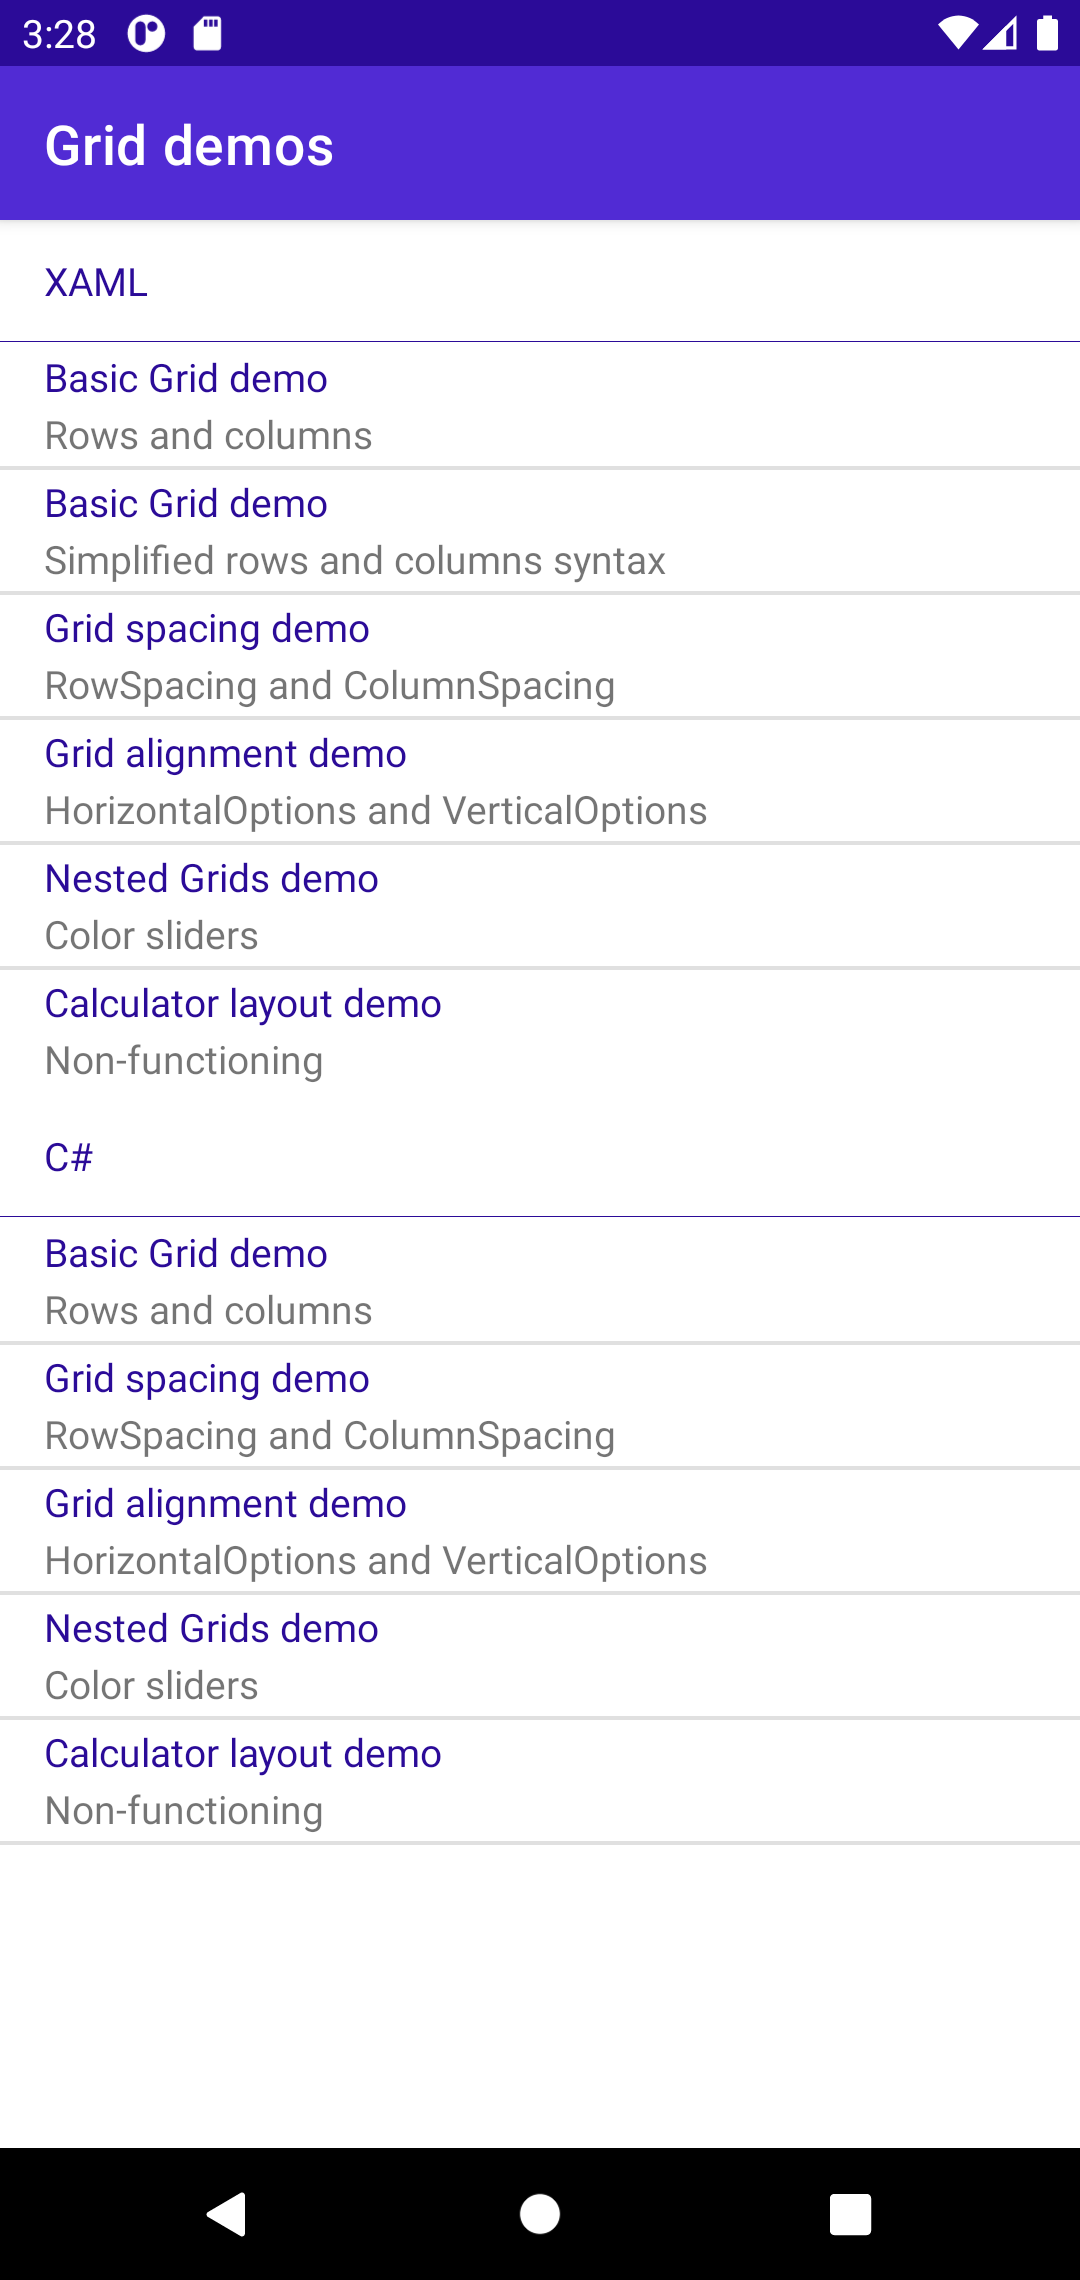 3:28
Grid demos
XAML
Basic Grid demo
Rows and columns
Basic Grid demo
Simplified rows and columns syntax
Grid spacing demo
RowSpacing and ColumnSpacing
Grid alignment demo
HorizontalOptions and VerticalOptions
Nested Grids demo
Color sliders
Calculator layout demo
Non-functioning
C#
Basic Grid demo
Rows and columns
Grid spacing demo
RowSpacing and ColumnSpacing
Grid alignment demo
HorizontalOptions and VerticalOptions
Nested Grids demo
Color sliders
Calculator layout demo
Non-functioning